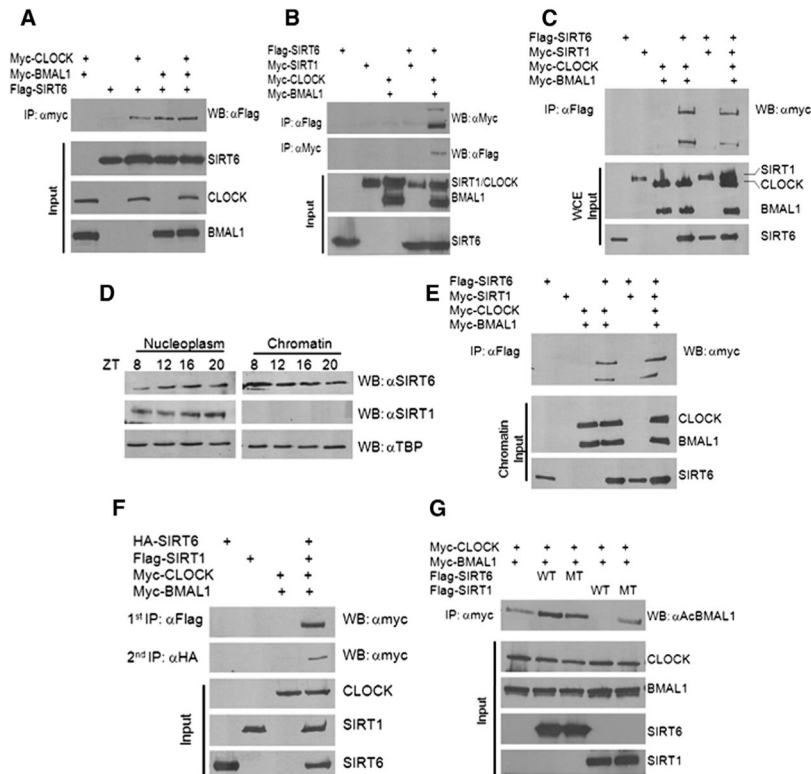 A
Myc-CLOCK + + +
Myc-BMAL1 + + +
Flag-SIRT6 + + + +
IP: αmyc WB: αFlag
Input
SIRT6
CLOCK
BMAL1
B
Flag-SIRT6 + + +
Myc-SIRT1 + +
Myc-CLOCK + +
Myc-BMAL1 + +
IP: αFlag WB: αMyc
IP: αMyc WB: αFlag
Input
SIRT1/CLOCK
BMAL1
SIRT6
C
Flag-SIRT6 + + + +
Myc-SIRT1 + + +
Myc-CLOCK + + +
Myc-BMAL1 + + +
IP: αFlag WB: αmyc
WCE Input
SIRT1
CLOCK
BMAL1
SIRT6
D
Nucleoplasm Chromatin
ZT 8 12 16 20 8 12 16 20
WB: αSIRT6
WB: αSIRT1
WB: αTBP
E
Flag-SIRT6 + + + +
Myc-SIRT1 + + +
Myc-CLOCK + + +
Myc-BMAL1 + + +
IP: αFlag WB: αmyc
Chromatin Input
CLOCK
BMAL1
SIRT6
F
HA-SIRT6 + +
Flag-SIRT1 + +
Myc-CLOCK + +
Myc-BMAL1 + +
1st IP: αFlag WB: αmyc
2nd IP: αHA WB: αmyc
Input
CLOCK
SIRT1
SIRT6
G
Myc-CLOCK + + + + +
Myc-BMAL1 + + + + +
Flag-SIRT6 WT MT
Flag-SIRT1 WT MT
IP: αmyc WB: αAcBMAL1
Input
CLOCK
BMAL1
SIRT6
SIRT1